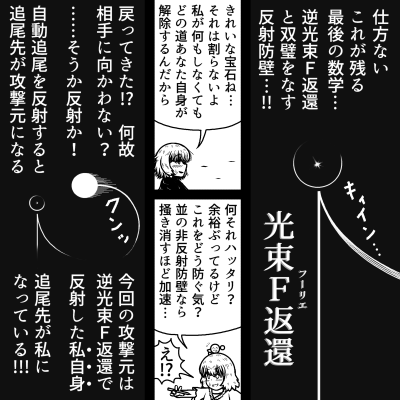 仕方ない
これが残る
最後の数学…
逆光束Ｆ返還
と双璧をなす
反射防壁…!!
キィイン…
光束Ｆ返還
フーリエ
きれいな宝石ね…
それは割らないよ
私が何もしなくても
どの道あなた自身が
解除するんだから
何それハッタリ？
余裕ぶってるけど
これをどう防ぐ気？
並の非反射防壁なら
掻き消すほど加速…
え!?
戻ってきた!?　何故
相手に向かわない？
……そうか反射か！
自動追尾を反射すると
追尾先が攻撃元になる
クンッ
今回の攻撃元は
逆光束Ｆ返還で
反射した私自身
追尾先が私に
なっている!!!